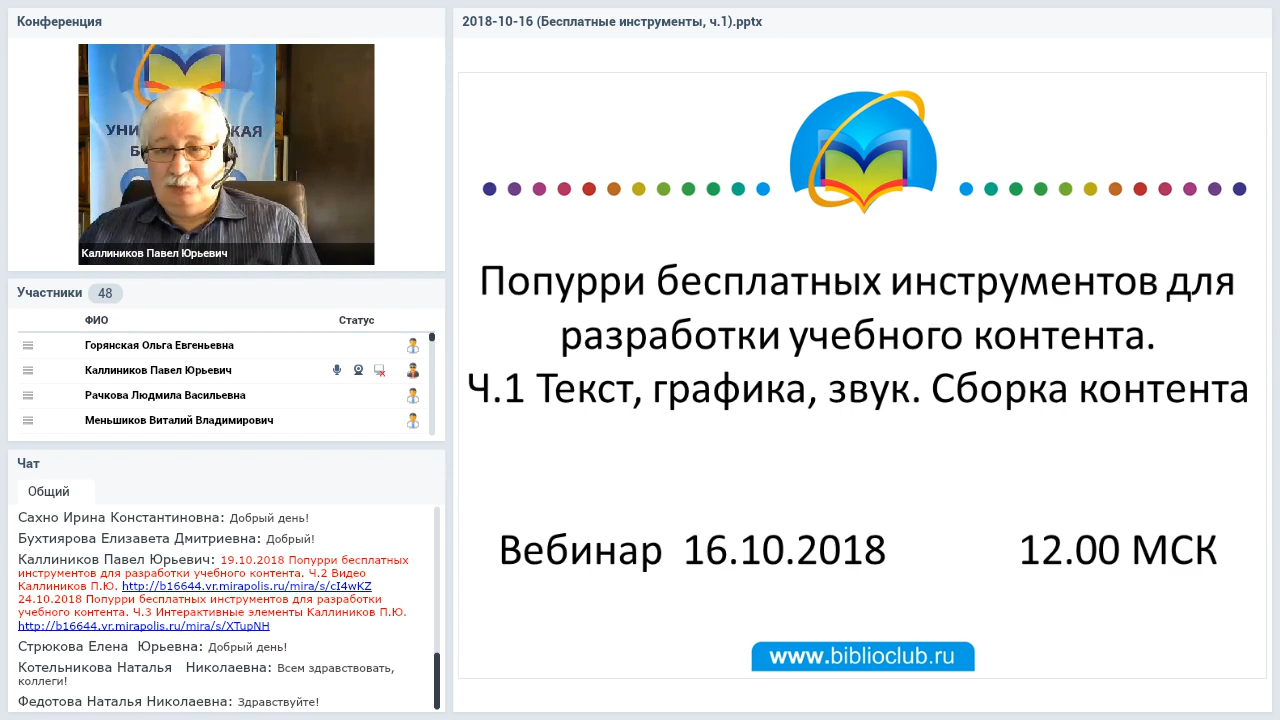 Конференция
УНИ
КАЯ
Б
А
Каллиников Павел Юрьевич
Участники 48
ФИО Статус
Горянская Ольга Евгеньевна
Каллиников Павел Юрьевич
Рачкова Людмила Васильевна
Меньшиков Виталий Владимирович
Чат
Общий
Сахно Ирина Константиновна: Добрый день!
Бухтиярова Елизавета Дмитриевна: Добрый!
Каллиников Павел Юрьевич: 19.10.2018 Попурри бесплатных
инструментов для разработки учебного контента. Ч.2 Видео
Каллиников П.Ю. http://b16644.vr.mirapolis.ru/mira/s/cI4wKZ
24.10.2018 Попурри бесплатных инструментов для разработки
учебного контента. Ч.3 Интерактивные элементы Каллиников П.Ю.
http://b16644.vr.mirapolis.ru/mira/s/XTupNH
Стрюкова Елена Юрьевна: Добрый день!
Котельникова Наталья Николаевна: Всем здравствовать,
коллеги!
Федотова Наталья Николаевна: Здравствуйте!
2018-10-16 (Бесплатные инструменты, ч.1).pptx
Попурри бесплатных инструментов для
разработки учебного контента.
Ч.1 Текст, графика, звук. Сборка контента
Вебинар 16.10.2018 12.00 МСК
www.biblioclub.ru